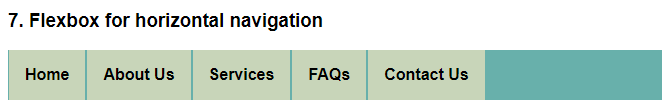 7. Flexbox for horizontal navigation
Home About Us Services FAQs Contact Us